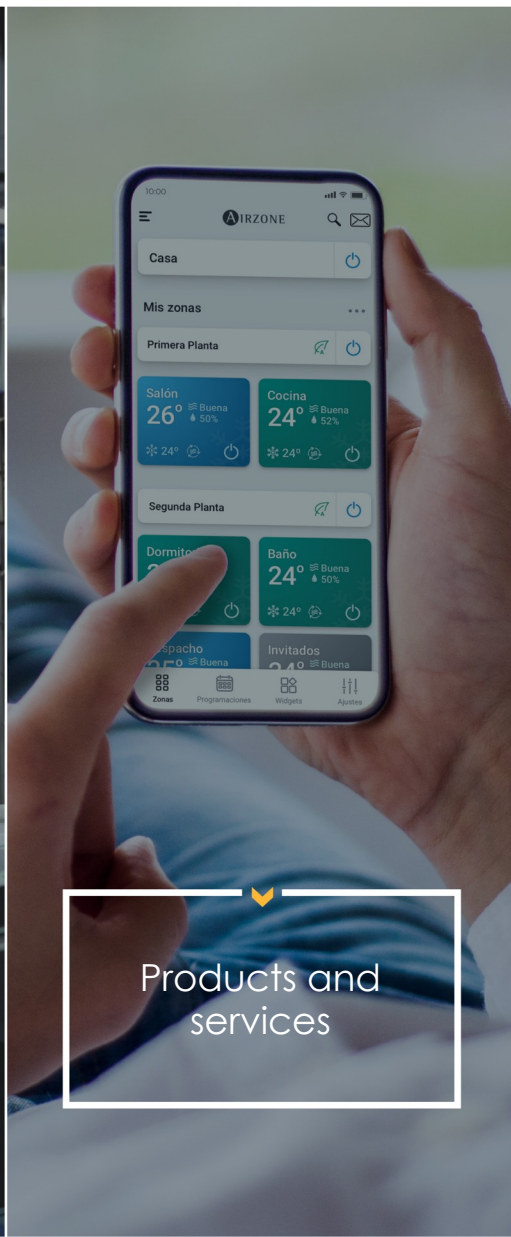 10:00
AIRZONE
Casa
Mis zonas
Primera Planta
Salón
26° Buena
50%
24°
Cocina
24° Buena
52%
24°
Segunda Planta
Baño
24° Buena
50%
24°
Buena
Invitados
Buena
Zonas Programaciones Widgets Ajustes
Products and
services